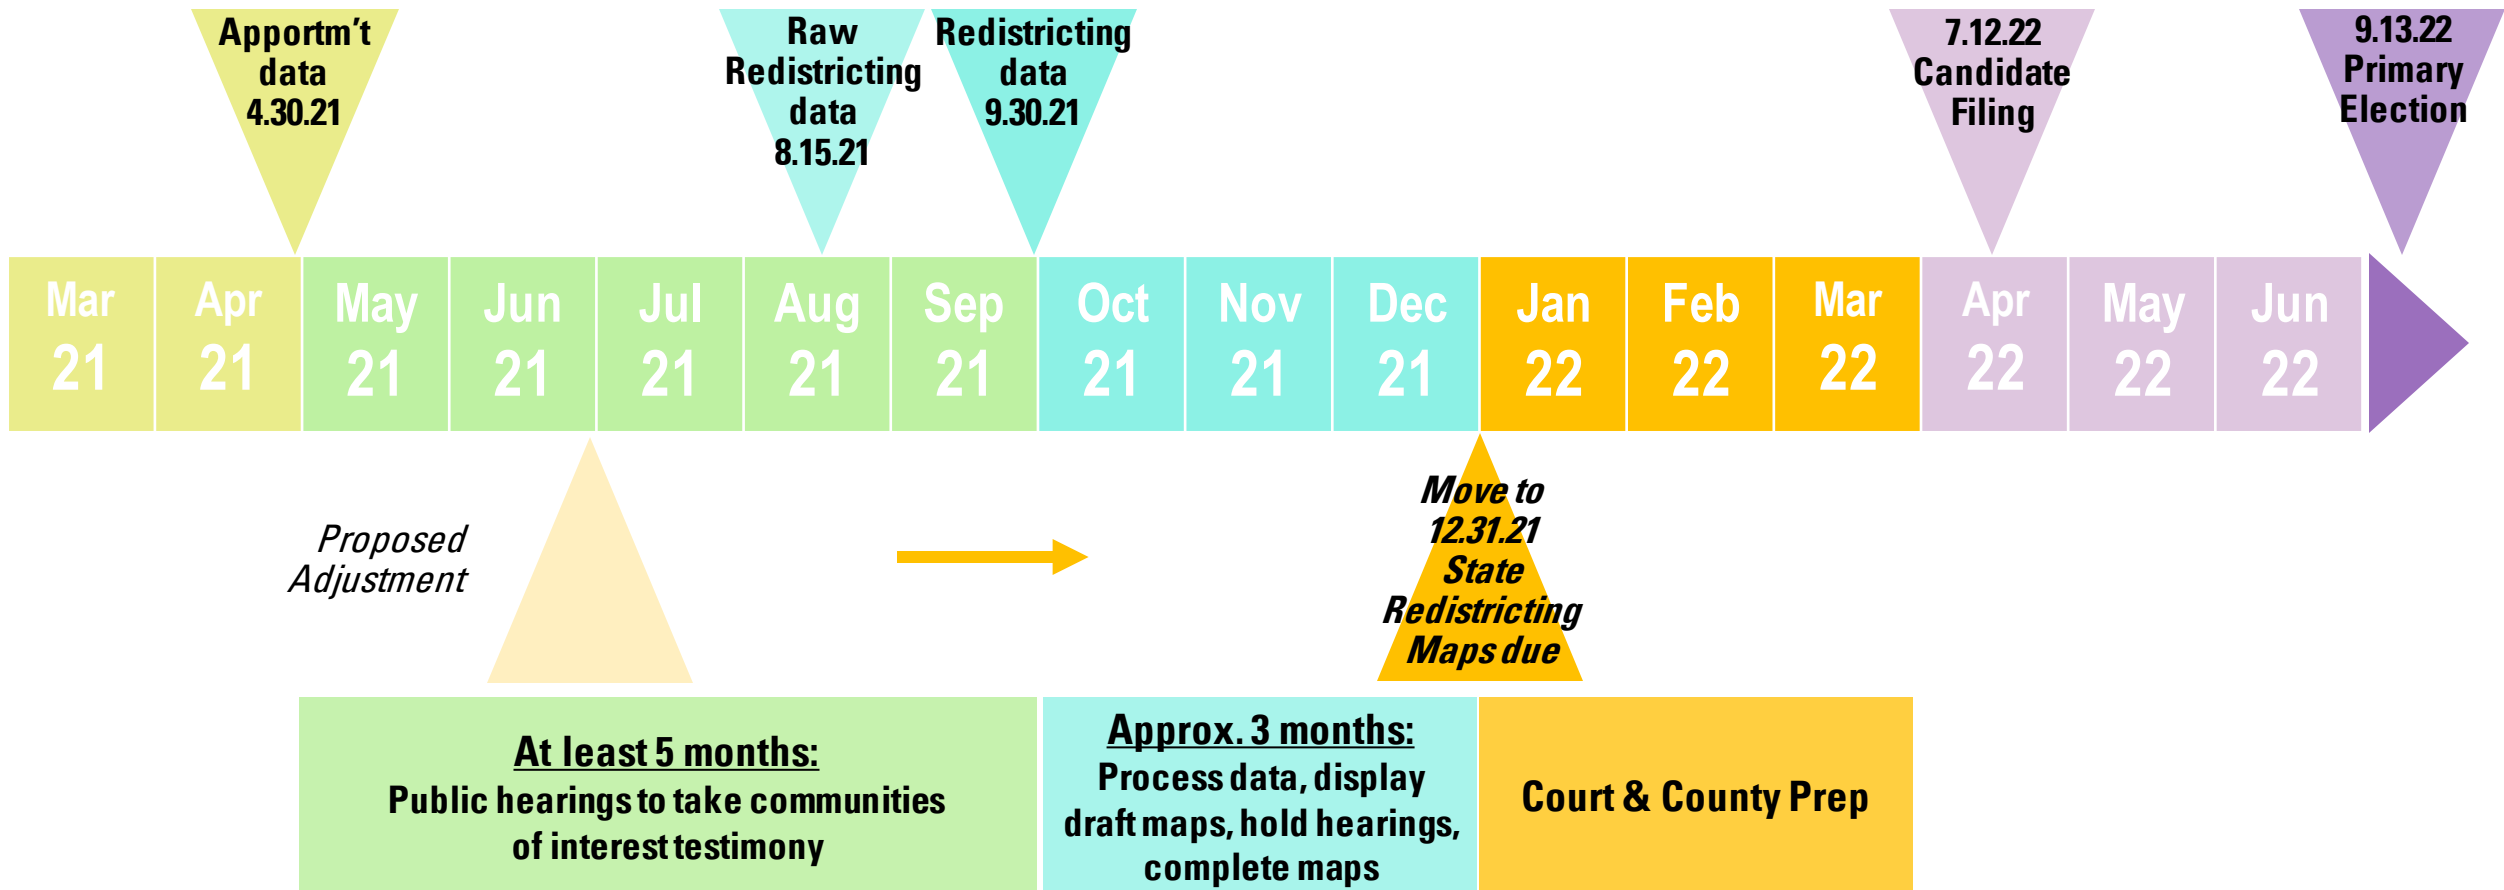 Apportm't
data
4.30.21
Raw
Redistricting
data
8.15.21
Redistricting
data
9.30.21
7.12.22
Candidate
Filing
9.13.22
Primary
Election
Mar
21
Apr
21
May
21
Jun
21
Jul
21
Aug
21
Sep
21
Oct
21
Nov
21
Dec
21
Jan
22
Feb
22
Mar
22
Apr
22
May
22
Jun
22
Proposed
Adjustment
Move to
12.31.21
State
Redistricting
Maps due
At least 5 months:
Public hearings to take communities
of interest testimony
Approx. 3 months:
Process data, display
draft maps, hold hearings,
complete maps
Court & County Prep